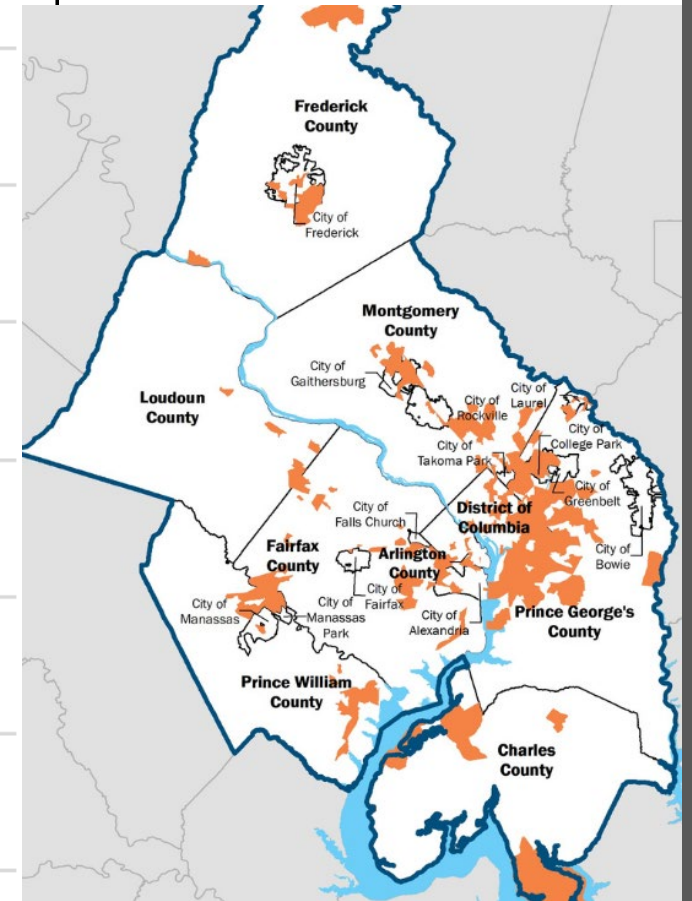 Frederick
County
City of
Frederick
Montgomery
County
City of
Gaithersburg
Loudoun
County
City of
Rockville
City of
Laurel
City of
College Park
City of
Takoma Park
City of
Greenbelt
City of
Falls Church
District of
Columbia
Fairfax
County
Arlington
County
City of
Bowie
City of
Fairfax
City of
Manassas
City of
Manassas
Park
City of
Alexandria
Prince George's
County
Prince William
County
Charles
County